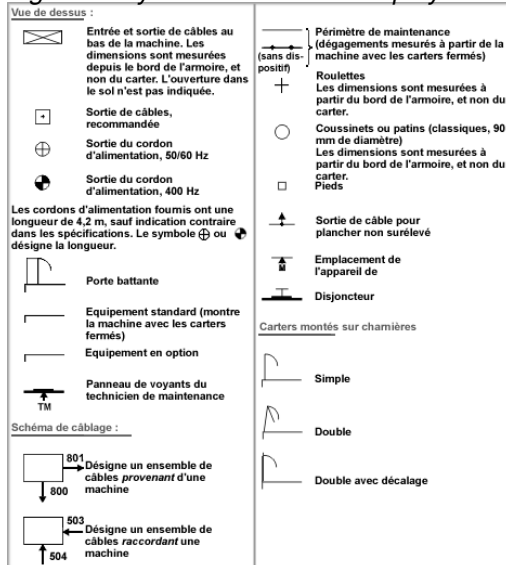 Vue de dessus :
Entrée et sortie de câbles au
bas de la machine. Les
dimensions sont mesurées
depuis le bord de l'armoire, et
non du carter. L'ouverture dans
le sol n'est pas indiquée.
Sortie de câbles,
recommandée
Sortie du cordon
d'alimentation, 50/60 Hz
Sortie du cordon
d'alimentation, 400 Hz
Les cordons d'alimentation fournis ont une
longueur de 4,2 m, sauf indication contraire
dans les spécifications. Le symbole ou
désigne la longueur.
Porte battante
Equipement standard (montre
la machine avec les carters
fermés)
Equipement en option
Panneau de voyants du
technicien de maintenance
TM
Schéma de câblage :
801
Désigne un ensemble de
câbles provenant d'une
machine
800
503
Désigne un ensemble de
câbles raccordant une
machine
504
Périmètre de maintenance
(dégagements mesurés à partir de la
machine avec les carters fermés)
(sans dis-
positif)
Roulettes
Les dimensions sont mesurées à
partir du bord de l'armoire, et non du
carter.
Coussinets ou patins (classiques, 90
mm de diamètre)
Les dimensions sont mesurées à
partir du bord de l'armoire, et non du
carter.
Pieds
Sortie de câble pour
plancher non surélevé
Emplacement de
l'appareil de
M
Disjoncteur
Carters montés sur charnières
Simple
Double
Double avec décalage